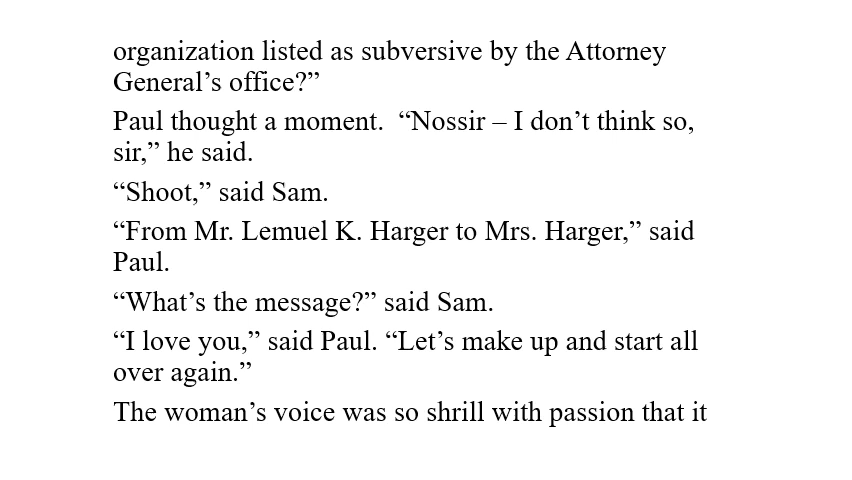 organization listed as subversive by the Attorney
General’s office?”
Paul thought a moment.  “Nossir – I don’t think so,
sir,” he said.
“Shoot,” said Sam.
“From Mr. Lemuel K. Harger to Mrs. Harger,” said
Paul.
“What’s the message?” said Sam.
“I love you,” said Paul. “Let’s make up and start all
over again.”
The woman’s voice was so shrill with passion that it